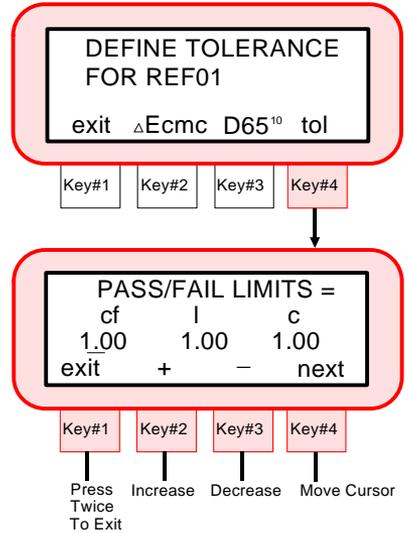 DEFINE TOLERANCE
FOR REF01
exit △Ecmc D65¹⁰ tol
Key#1 Key#2 Key#3 Key#4
PASS/FAIL LIMITS =
cf l c
1.00 1.00 1.00
exit + − next
Key#1 Key#2 Key#3 Key#4
Press Increase Decrease Move Cursor
Twice
To Exit